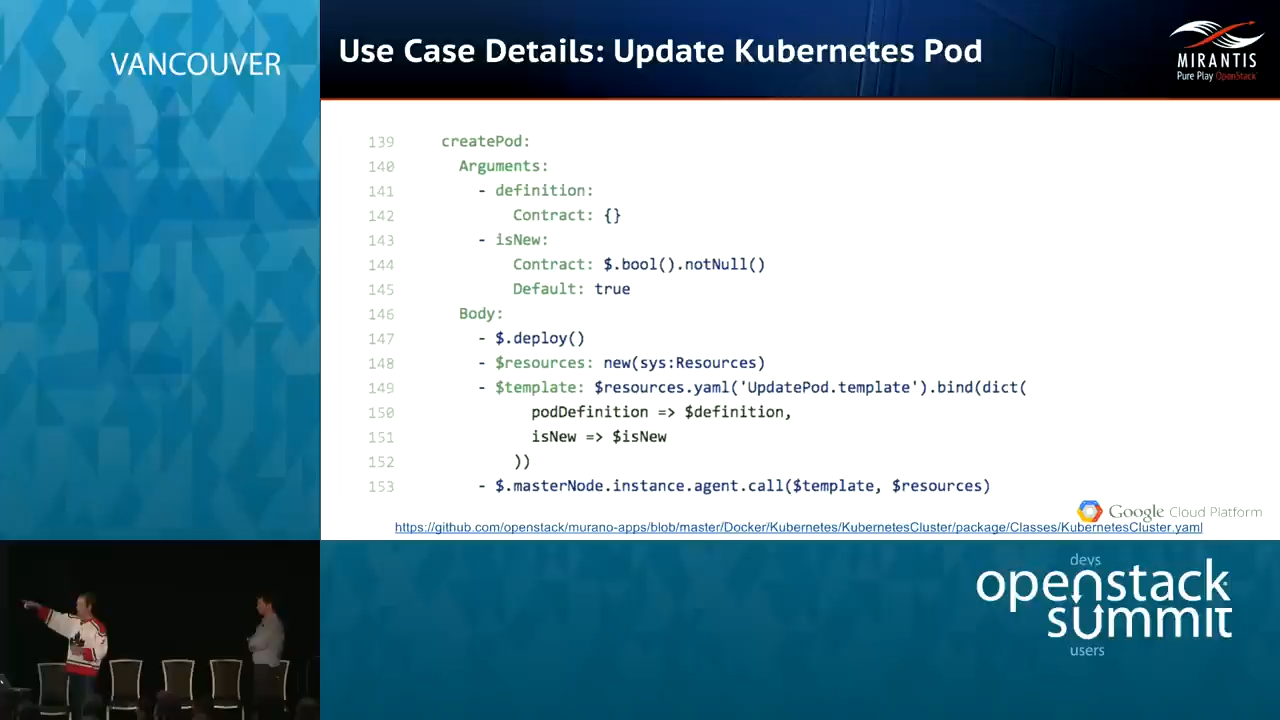 VANCOUVER
Use Case Details: Update Kubernetes Pod
MIRANTIS
Pure Play OpenStack
139 createPod:
140 Arguments:
141 - definition:
142 Contract: {}
143 - isNew:
144 Contract: $.bool().notNull()
145 Default: true
146 Body:
147 - $.deploy()
148 - $resources: new(sys:Resources)
149 - $template: $resources.yaml('UpdatePod.template').bind(dict(
150 podDefinition => $definition,
151 isNew => $isNew
152 ))
153 - $.masterNode.instance.agent.call($template, $resources)
Google Cloud Platform
https://github.com/openstack/murano-apps/blob/master/Docker/Kubernetes/KubernetesCluster/package/Classes/KubernetesCluster.yaml
devs
openstack
summit
users